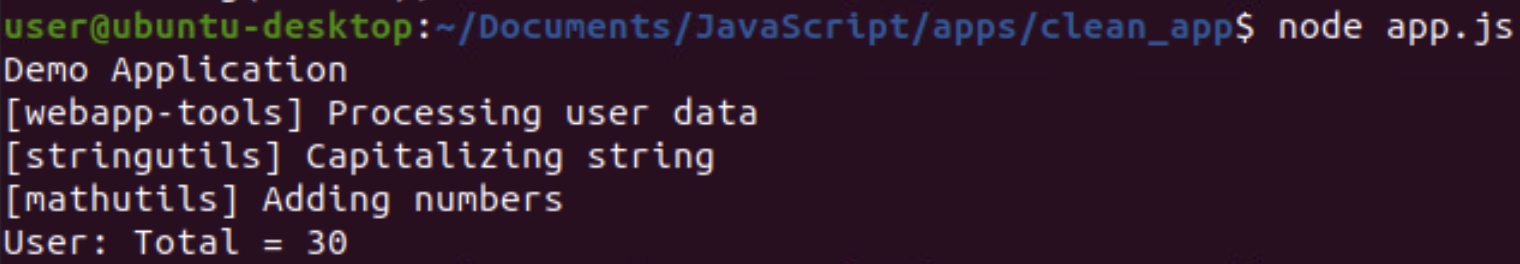 user@ubuntu-desktop:~/Documents/JavaScript/apps/clean_app$ node app.js
Demo Application
[webapp-tools] Processing user data
[stringutils] Capitalizing string
[mathutils] Adding numbers
User: Total = 30